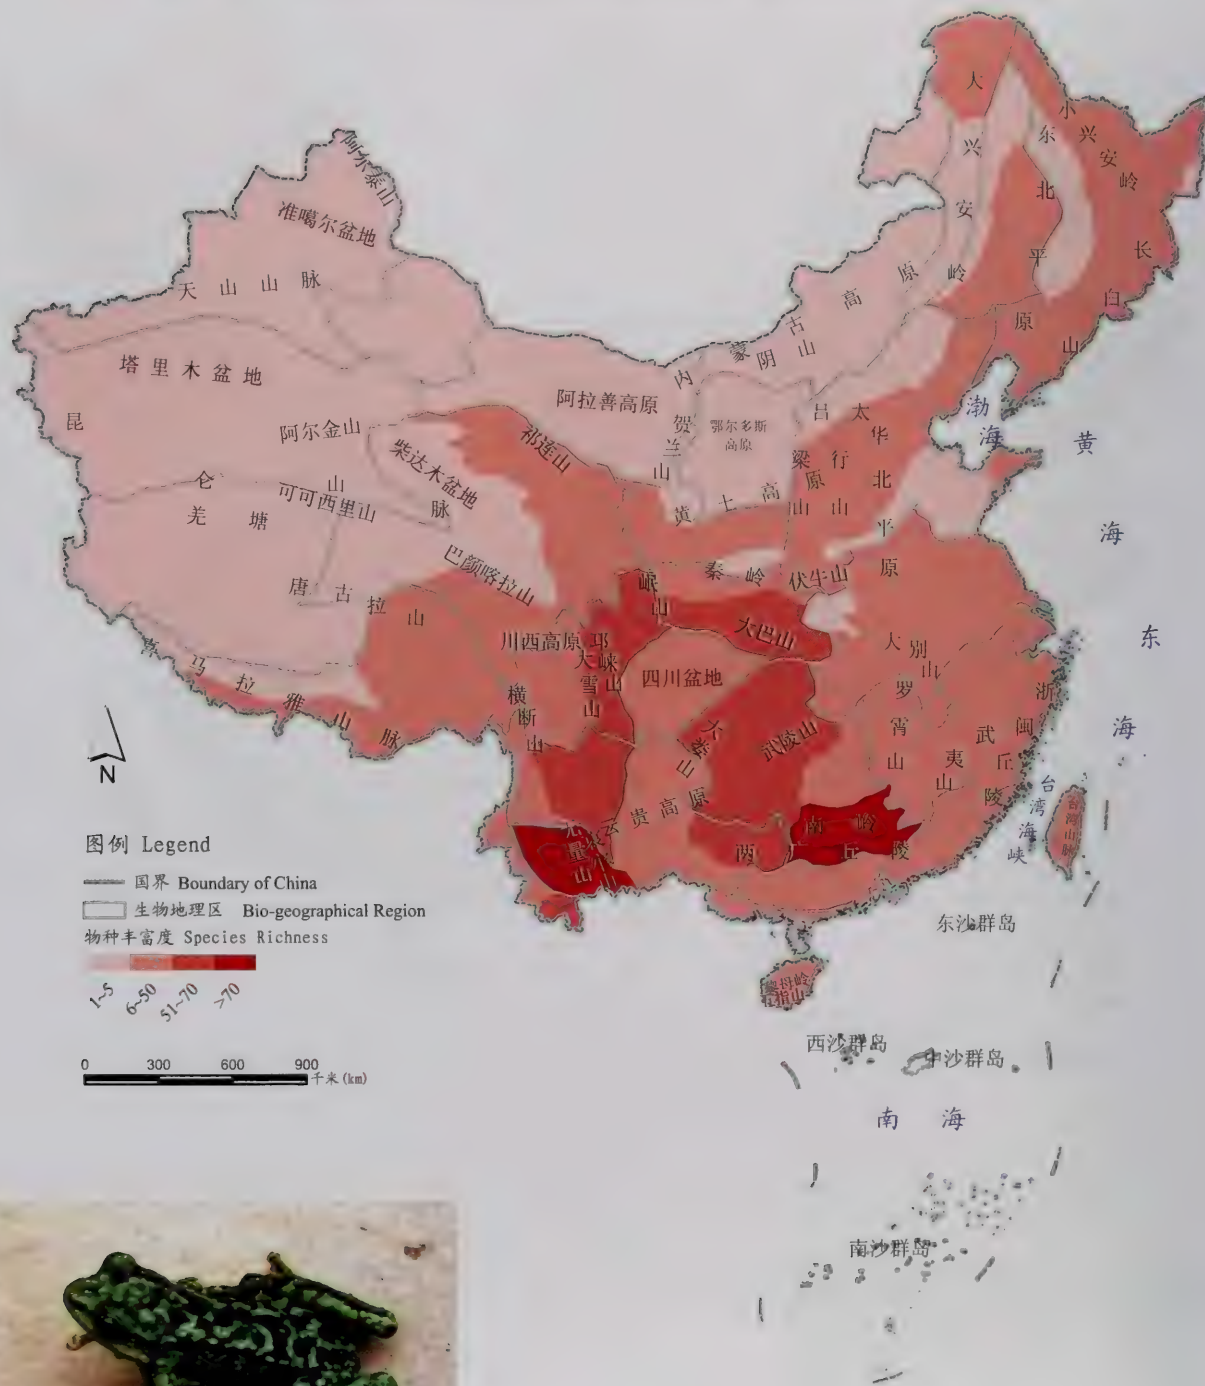 阿尔泰山
准噶尔盆地
天山山脉
塔里木盆地
昆仑山脉
阿尔金山
柴达木盆地
祁连山
阿拉善高原
可可西里山
羌塘
唐古拉山
巴颜喀拉山
喜马拉雅山脉
大兴安岭
小兴安岭
东北平原
长白山
内蒙古高原
阴山
贺兰山
鄂尔多斯
高原
吕梁山
太行山
华北平原
黄土高原
渤海
黄海
东海
秦岭
伏牛山
岷山
大巴山
川西高原
邛崃山
大雪山
四川盆地
横断山
大别山
罗霄山
武夷山
浙闽丘陵
大娄山
武陵山
云贵高原
南岭
两广丘陵
无量山
台湾海峡
台湾山脉
黎母岭
五指山
东沙群岛
西沙群岛
中沙群岛
南海
南沙群岛
N
图例 Legend
国界 Boundary of China
生物地理区 Bio-geographical Region
物种丰富度 Species Richness
1~5
6~50
51~70
>70
0 300 600 900
千米(km)